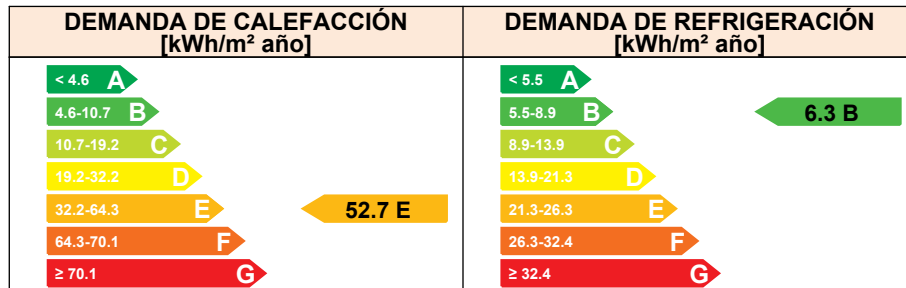 DEMANDA DE CALEFACCIÓN
[kWh/m² año]
< 4.6 A
4.6-10.7 B
10.7-19.2 C
19.2-32.2 D
32.2-64.3 E
52.7 E
64.3-70.1 F
≥ 70.1 G
DEMANDA DE REFRIGERACIÓN
[kWh/m² año]
< 5.5 A
5.5-8.9 B
6.3 B
8.9-13.9 C
13.9-21.3 D
21.3-26.3 E
26.3-32.4 F
≥ 32.4 G